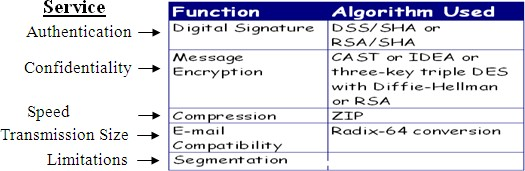 Service
Function Algorithm Used
Authentication Digital Signature DSS/SHA or
RSA/SHA
Confidentiality Message CAST or IDEA or
Encryption three-key triple DES
with Diffie-Hellman
or RSA
Speed Compression ZIP
Transmission Size E-mail Radix-64 conversion
Compatibility
Limitations Segmentation